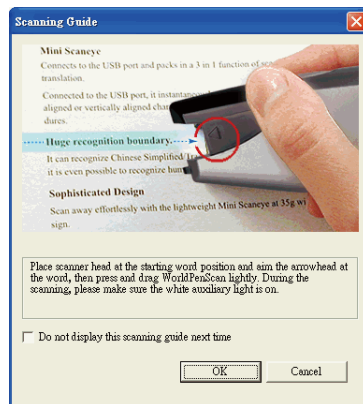 Scanning Guide
Mini Scaneye
Connects to the USB port and packs in a 3 in 1 function of
translation.
Connected to the USB port, it
aligned or vertically aligned
dures.
Huge recognition boundary.
It can recognize Chinese Simplified
it is even possible to recognize
Sophisticated Design
Scan away effortlessly with the lightweight Mini Scaneye at 35g
sign.
Place scanner head at the starting word position and aim the arrowhead at
the word, then press and drag WorldPenScan lightly. During the
scanning, please make sure the white auxiliary light is on.
Do not display this scanning guide next time
OK
Cancel